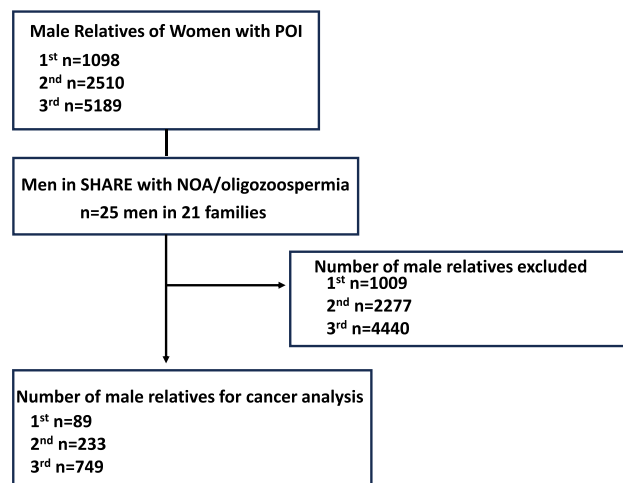 Male Relatives of Women with POI
1st n=1098
2nd n=2510
3rd n=5189
Men in SHARE with NOA/oligozoospermia
n=25 men in 21 families
Number of male relatives excluded
1st n=1009
2nd n=2277
3rd n=4440
Number of male relatives for cancer analysis
1st n=89
2nd n=233
3rd n=749